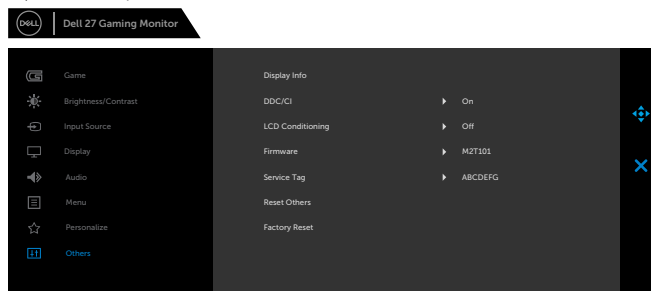 DELL
Dell 27 Gaming Monitor
Game
Display Info
Brightness/Contrast
DDC/CI
On
Input Source
LCD Conditioning
Off
Display
Firmware
M2T101
Audio
Service Tag
ABCDEFG
Menu
Reset Others
Personalize
Factory Reset
Others